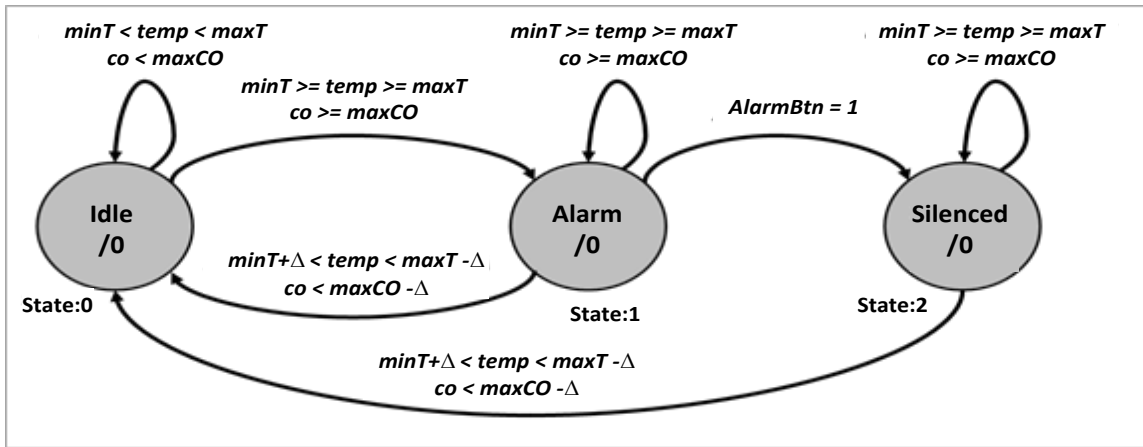 minT < temp < maxT
co < maxCO
minT >= temp >= maxT
co >= maxCO
minT >= temp >= maxT
co >= maxCO
minT >= temp >= maxT
co >= maxCO
AlarmBtn = 1
Idle
/0
Alarm
/0
Silenced
/0
minT+Δ < temp < maxT -Δ
co < maxCO -Δ
State:0
State:1
State:2
minT+Δ < temp < maxT -Δ
co < maxCO -Δ